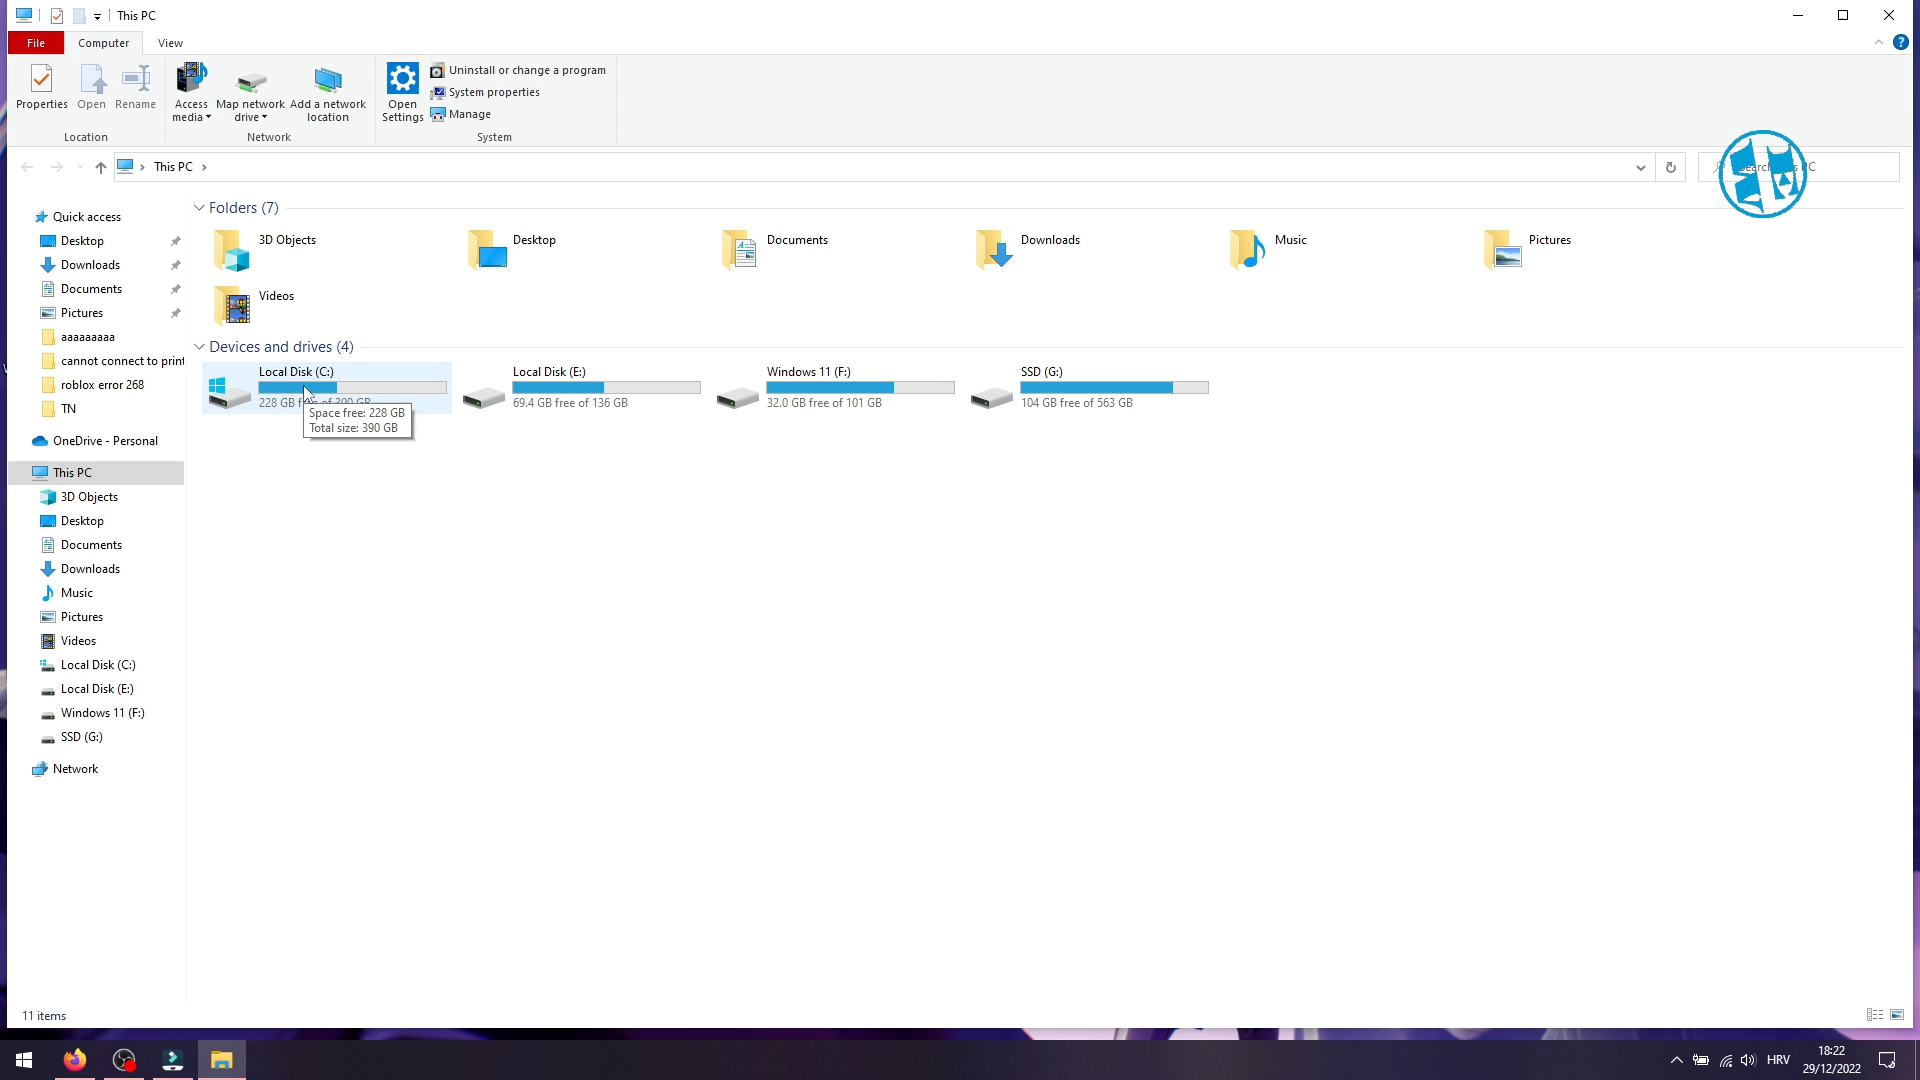 This PC
File
Computer
View
Properties
Open
Rename
Access media
Map network drive
Add a network location
Open Settings
Uninstall or change a program
System properties
Manage
Location
Network
System
This PC
Quick access
Desktop
Downloads
Documents
Pictures
aaaaaaaaa
cannot connect to print
roblox error 268
TN
OneDrive - Personal
This PC
3D Objects
Desktop
Documents
Downloads
Music
Pictures
Videos
Local Disk (C:)
Local Disk (E:)
Windows 11 (F:)
SSD (G:)
Network
Folders (7)
3D Objects
Desktop
Documents
Downloads
Music
Pictures
Videos
Devices and drives (4)
Local Disk (C:)
228 GB free of 390 GB
Space free: 228 GB
Total size: 390 GB
Local Disk (E:)
69.4 GB free of 136 GB
Windows 11 (F:)
32.0 GB free of 101 GB
SSD (G:)
104 GB free of 563 GB
11 items
HRV
18:22
29/12/2022